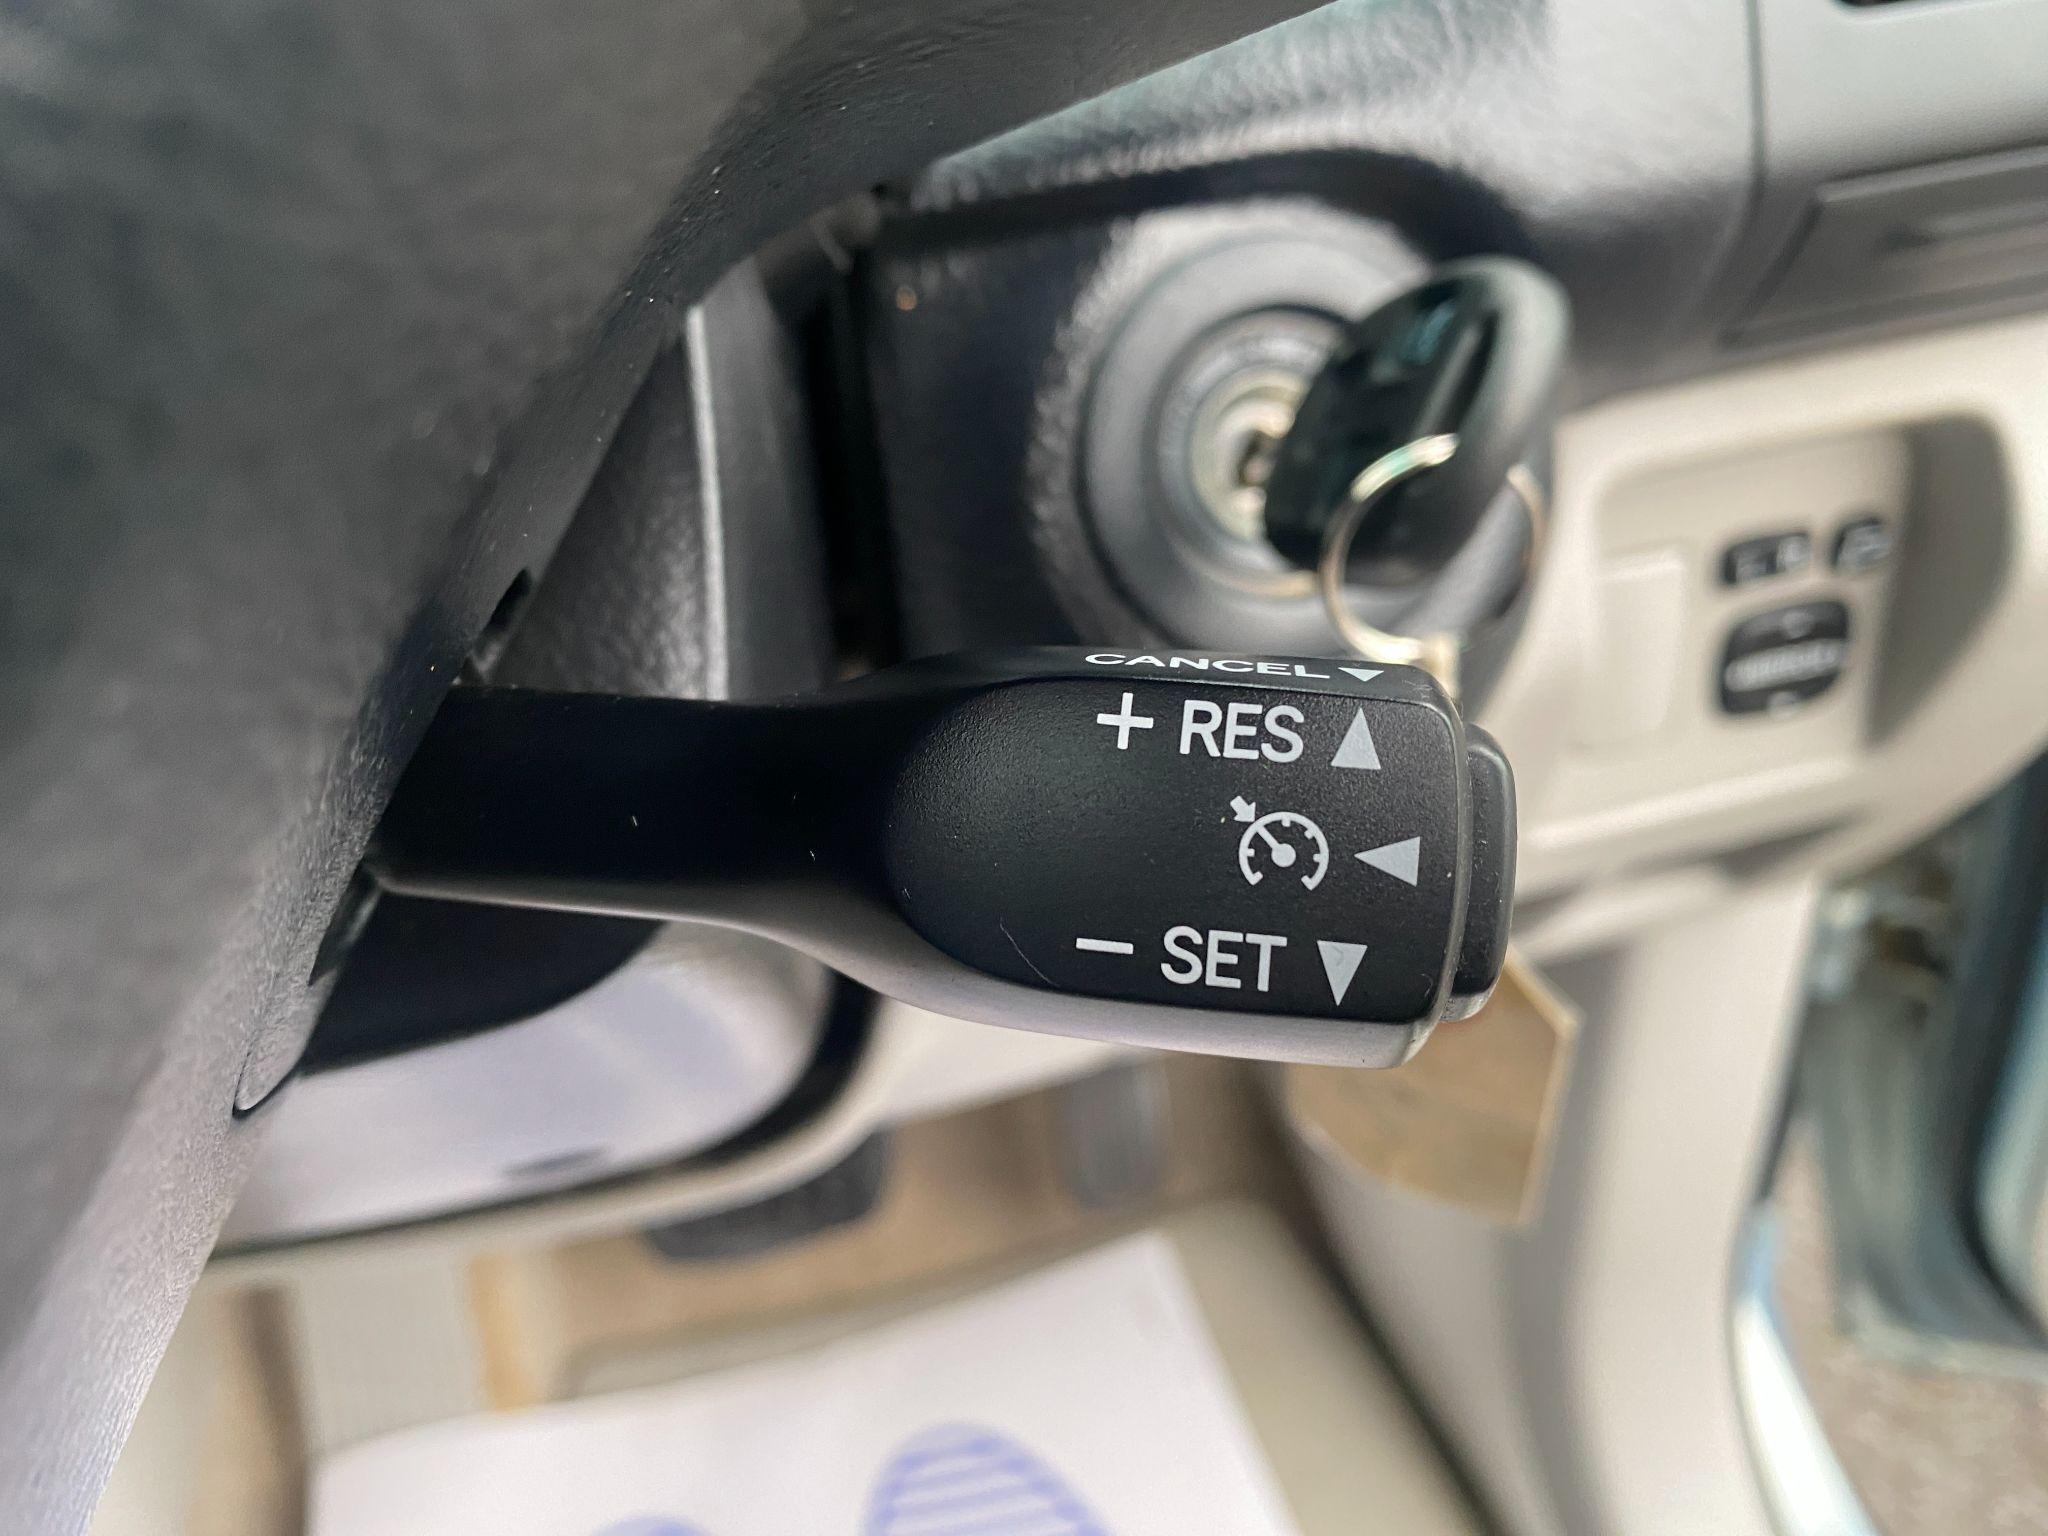 CANCEL ▼
+ RES ▲
◀
− SET ▼